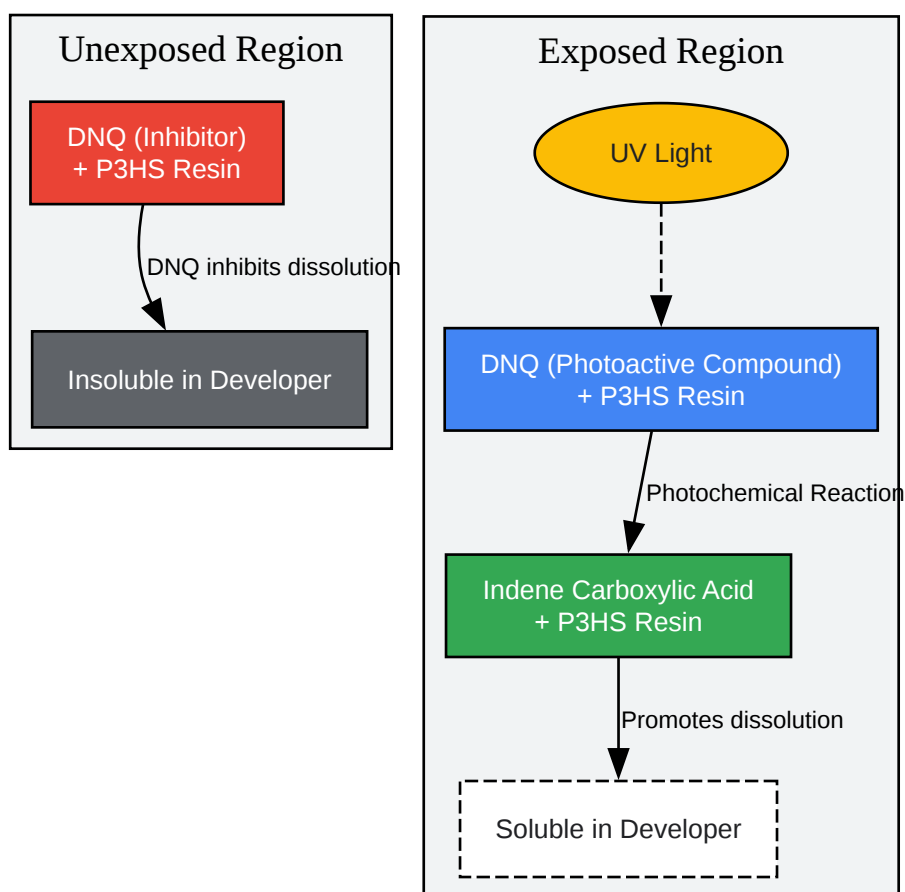 Unexposed Region
DNQ (Inhibitor)
+ P3HS Resin
DNQ inhibits dissolution
Insoluble in Developer
Exposed Region
UV Light
DNQ (Photoactive Compound)
+ P3HS Resin
Photochemical Reaction
Indene Carboxylic Acid
+ P3HS Resin
Promotes dissolution
Soluble in Developer